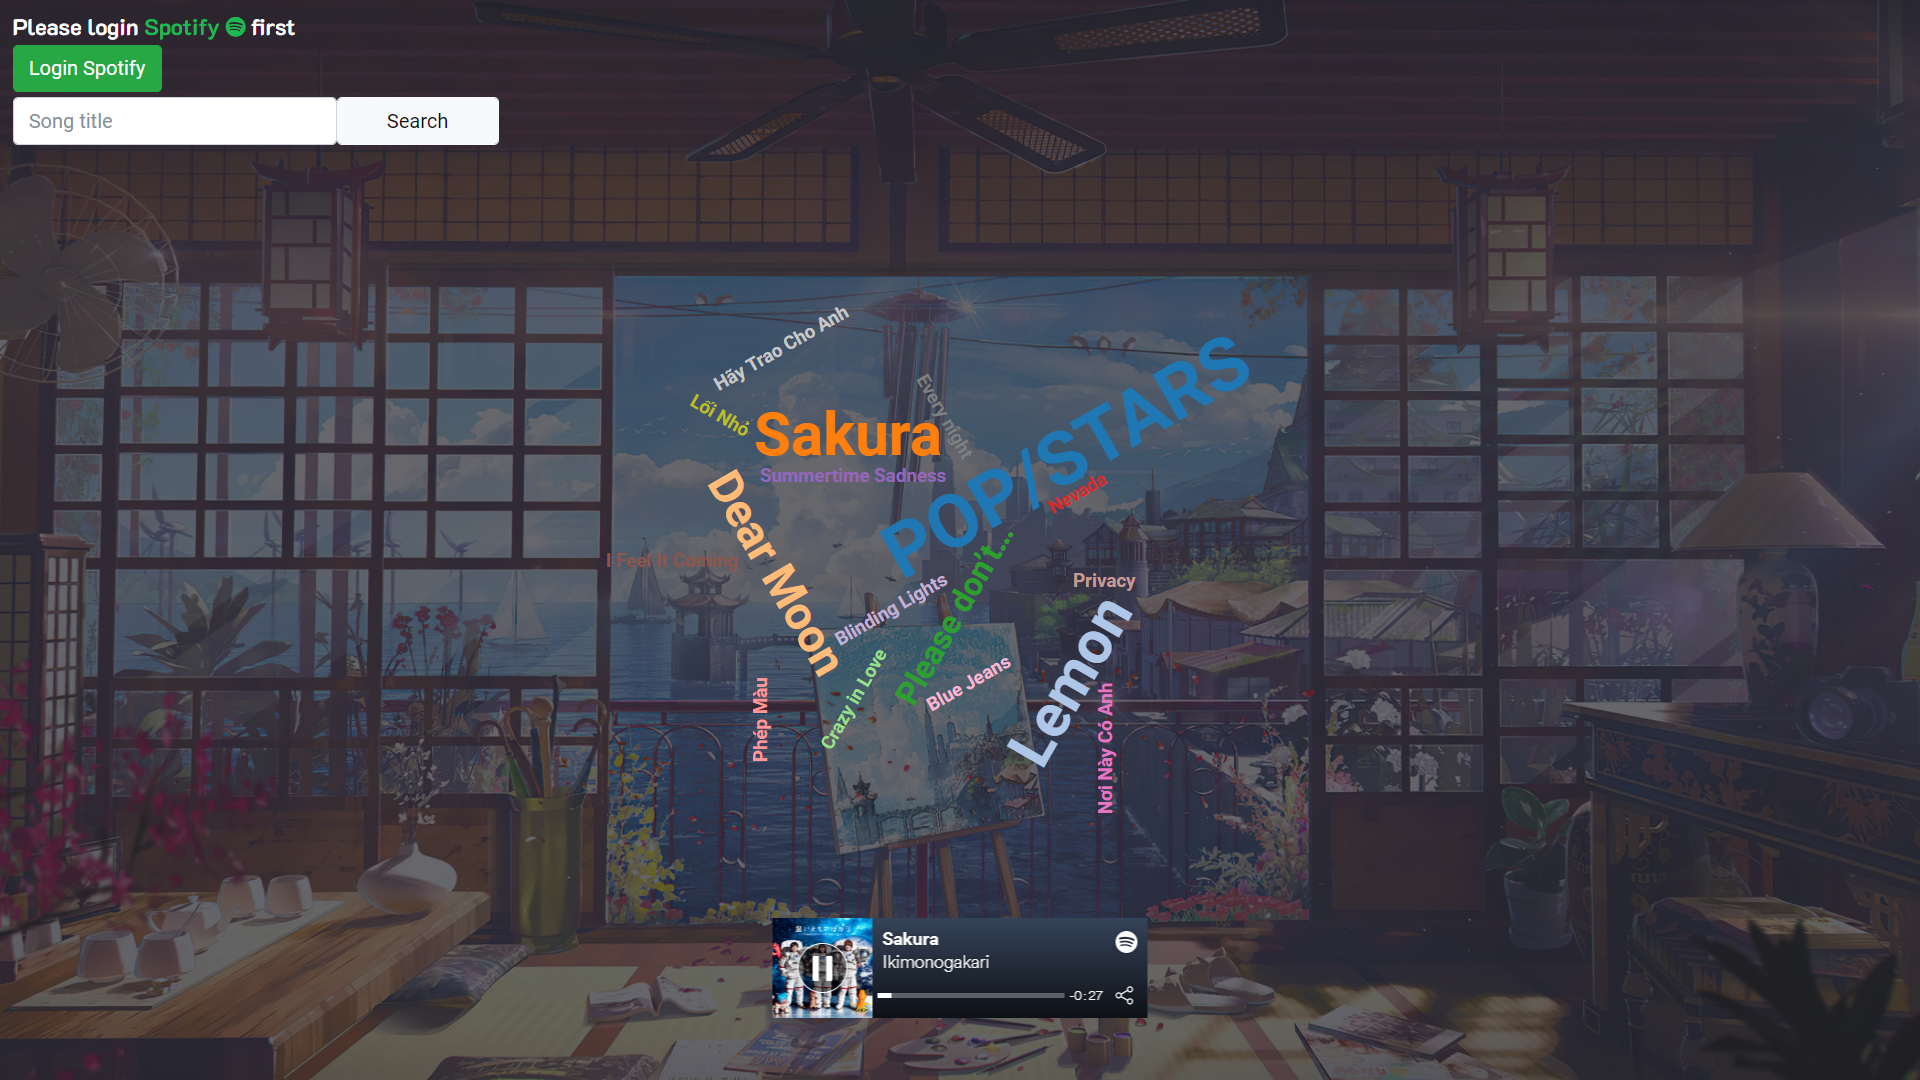 Please login Spotify first
Login Spotify
Song title
Search
Hãy Trao Cho Anh
Lối Nhỏ
Every night
Sakura
POP/STARS
Summertime Sadness
Nevada
Dear Moon
I Feel It Coming
Please don't...
Privacy
Blinding Lights
Lemon
Crazy in Love
Blue Jeans
Phép Màu
Nơi Này Có Anh
Sakura
Ikimonogakari
-0:27